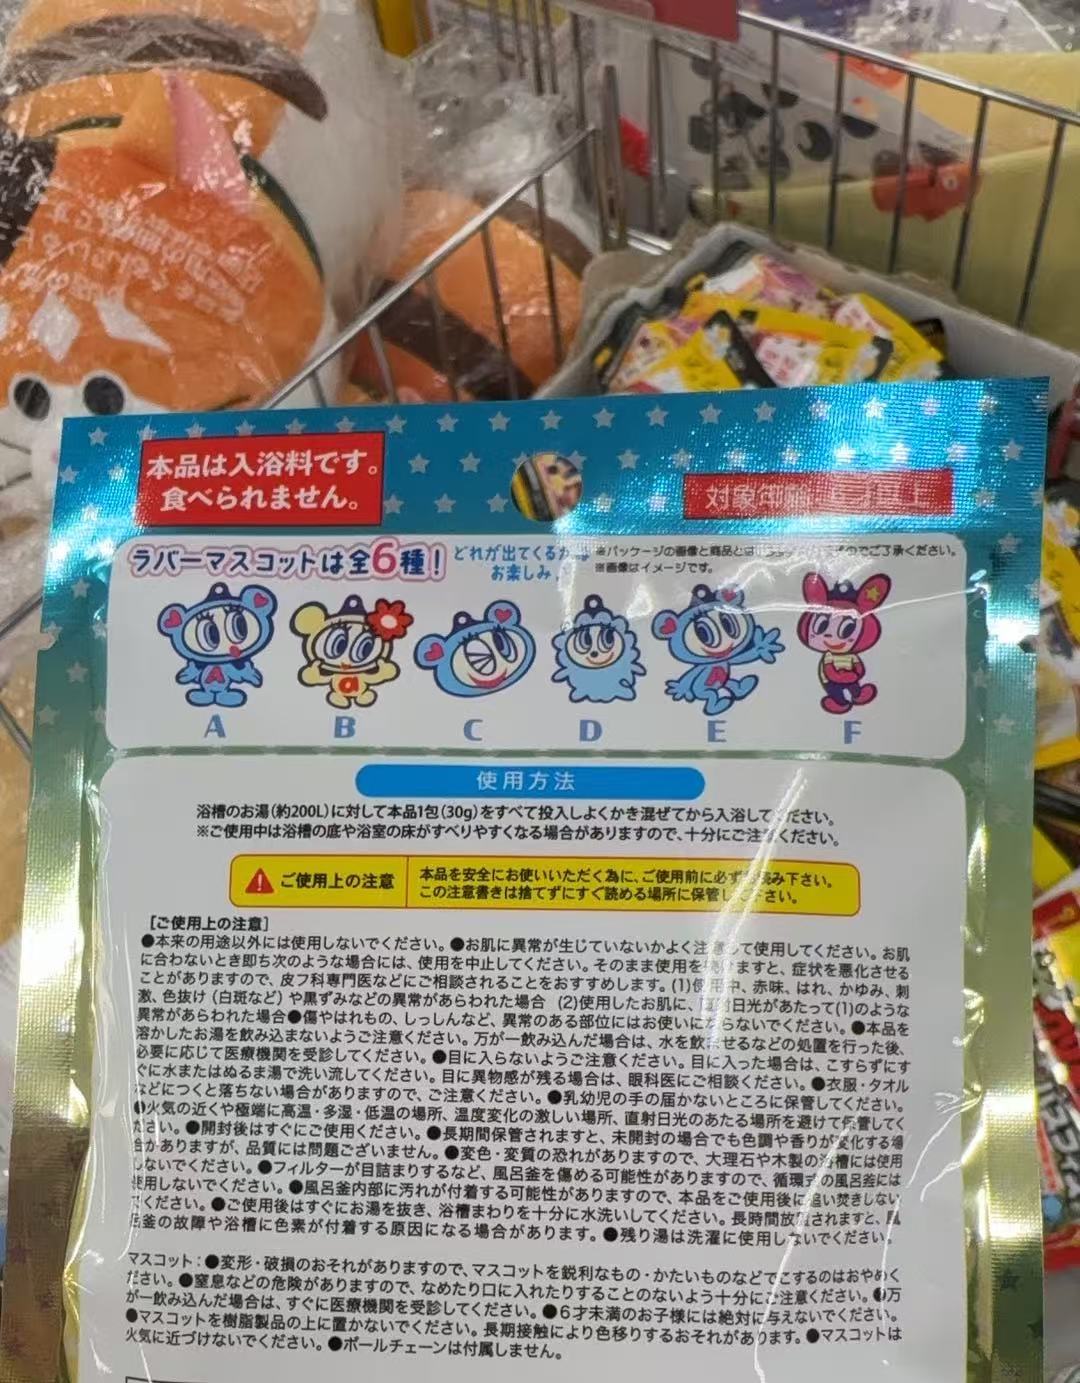 本品は入浴料です。
食べられません。
対象年齢
以上
ラバーマスコットは全6種!
どれが出てくるか
お楽しみ
※パッケージの画像と商品とは
のでご了承ください。
※画像はイメージです。
A B C D E F
使用方法
浴槽のお湯(約200L)に対して本品1包(30g)をすべて投入しよくかき混ぜてから入浴してください。
※ご使用中は浴槽の底や浴室の床がすべりやすくなる場合がありますので、十分にご注意ください。
ご使用上の注意
本品を安全にお使いいただく為に、ご使用前に必ずお読み下さい。
この注意書きは捨てずにすぐ読める場所に保管して下さい。
[ご使用上の注意]
●本来の用途以外には使用しないでください。●お肌に異常が生じていないかよく注意して使用してください。お肌
に合わないとき即ち次のような場合には、使用を中止してください。そのまま使用を続けますと、症状を悪化させる
ことがありますので、皮フ科専門医などにご相談されることをおすすめします。(1)使用中、赤味、はれ、かゆみ、刺
激、色抜け(白斑など)や黒ずみなどの異常があらわれた場合 (2)使用したお肌に、直射日光があたって(1)のような
異常があらわれた場合●傷やはれもの、しっしんなど、異常のある部位にはお使いにならないでください。●本品を
溶かしたお湯を飲み込まないようご注意ください。万が一飲み込んだ場合は、水を飲ませるなどの処置を行った後、
必要に応じて医療機関を受診してください。●目に入らないようご注意ください。目に入った場合は、こすらずにす
ぐに水またはぬるま湯で洗い流してください。目に異物感が残る場合は、眼科医にご相談ください。●衣服・タオル
などにつくと落ちない場合がありますので、ご注意ください。●乳幼児の手の届かないところに保管してください。
●火気の近くや極端に高温・多湿・低温の場所、温度変化の激しい場所、直射日光のあたる場所を避けて保管してく
ださい。●開封後はすぐにご使用ください。●長期間保管されますと、未開封の場合でも色調や香りが変化する場
合がありますが、品質には問題ございません。●変色・変質の恐れがありますので、大理石や木製の浴槽には使用
しないでください。●フィルターが目詰まりするなど、風呂釜を傷める可能性がありますので、循環式の風呂釜には
使用しないでください。●風呂釜内部に汚れが付着する可能性がありますので、本品をご使用後に追い焚きしない
でください。●ご使用後はすぐにお湯を抜き、浴槽まわりを十分に水洗いしてください。長時間放置されますと、風
呂釜の故障や浴槽に色素が付着する原因になる場合があります。●残り湯は洗濯に使用しないでください。
マスコット:●変形・破損のおそれがありますので、マスコットを鋭利なもの・かたいものなどでこするのはおやめく
ださい。●窒息などの危険がありますので、なめたり口に入れたりすることのないよう十分にご注意ください。●万
が一飲み込んだ場合は、すぐに医療機関を受診してください。●6才未満のお子様には絶対に与えないでください。
●マスコットを樹脂製品の上に置かないでください。長期接触により色移りするおそれがあります。●マスコットは
火気に近づけないでください。●ボールチェーンは付属しません。